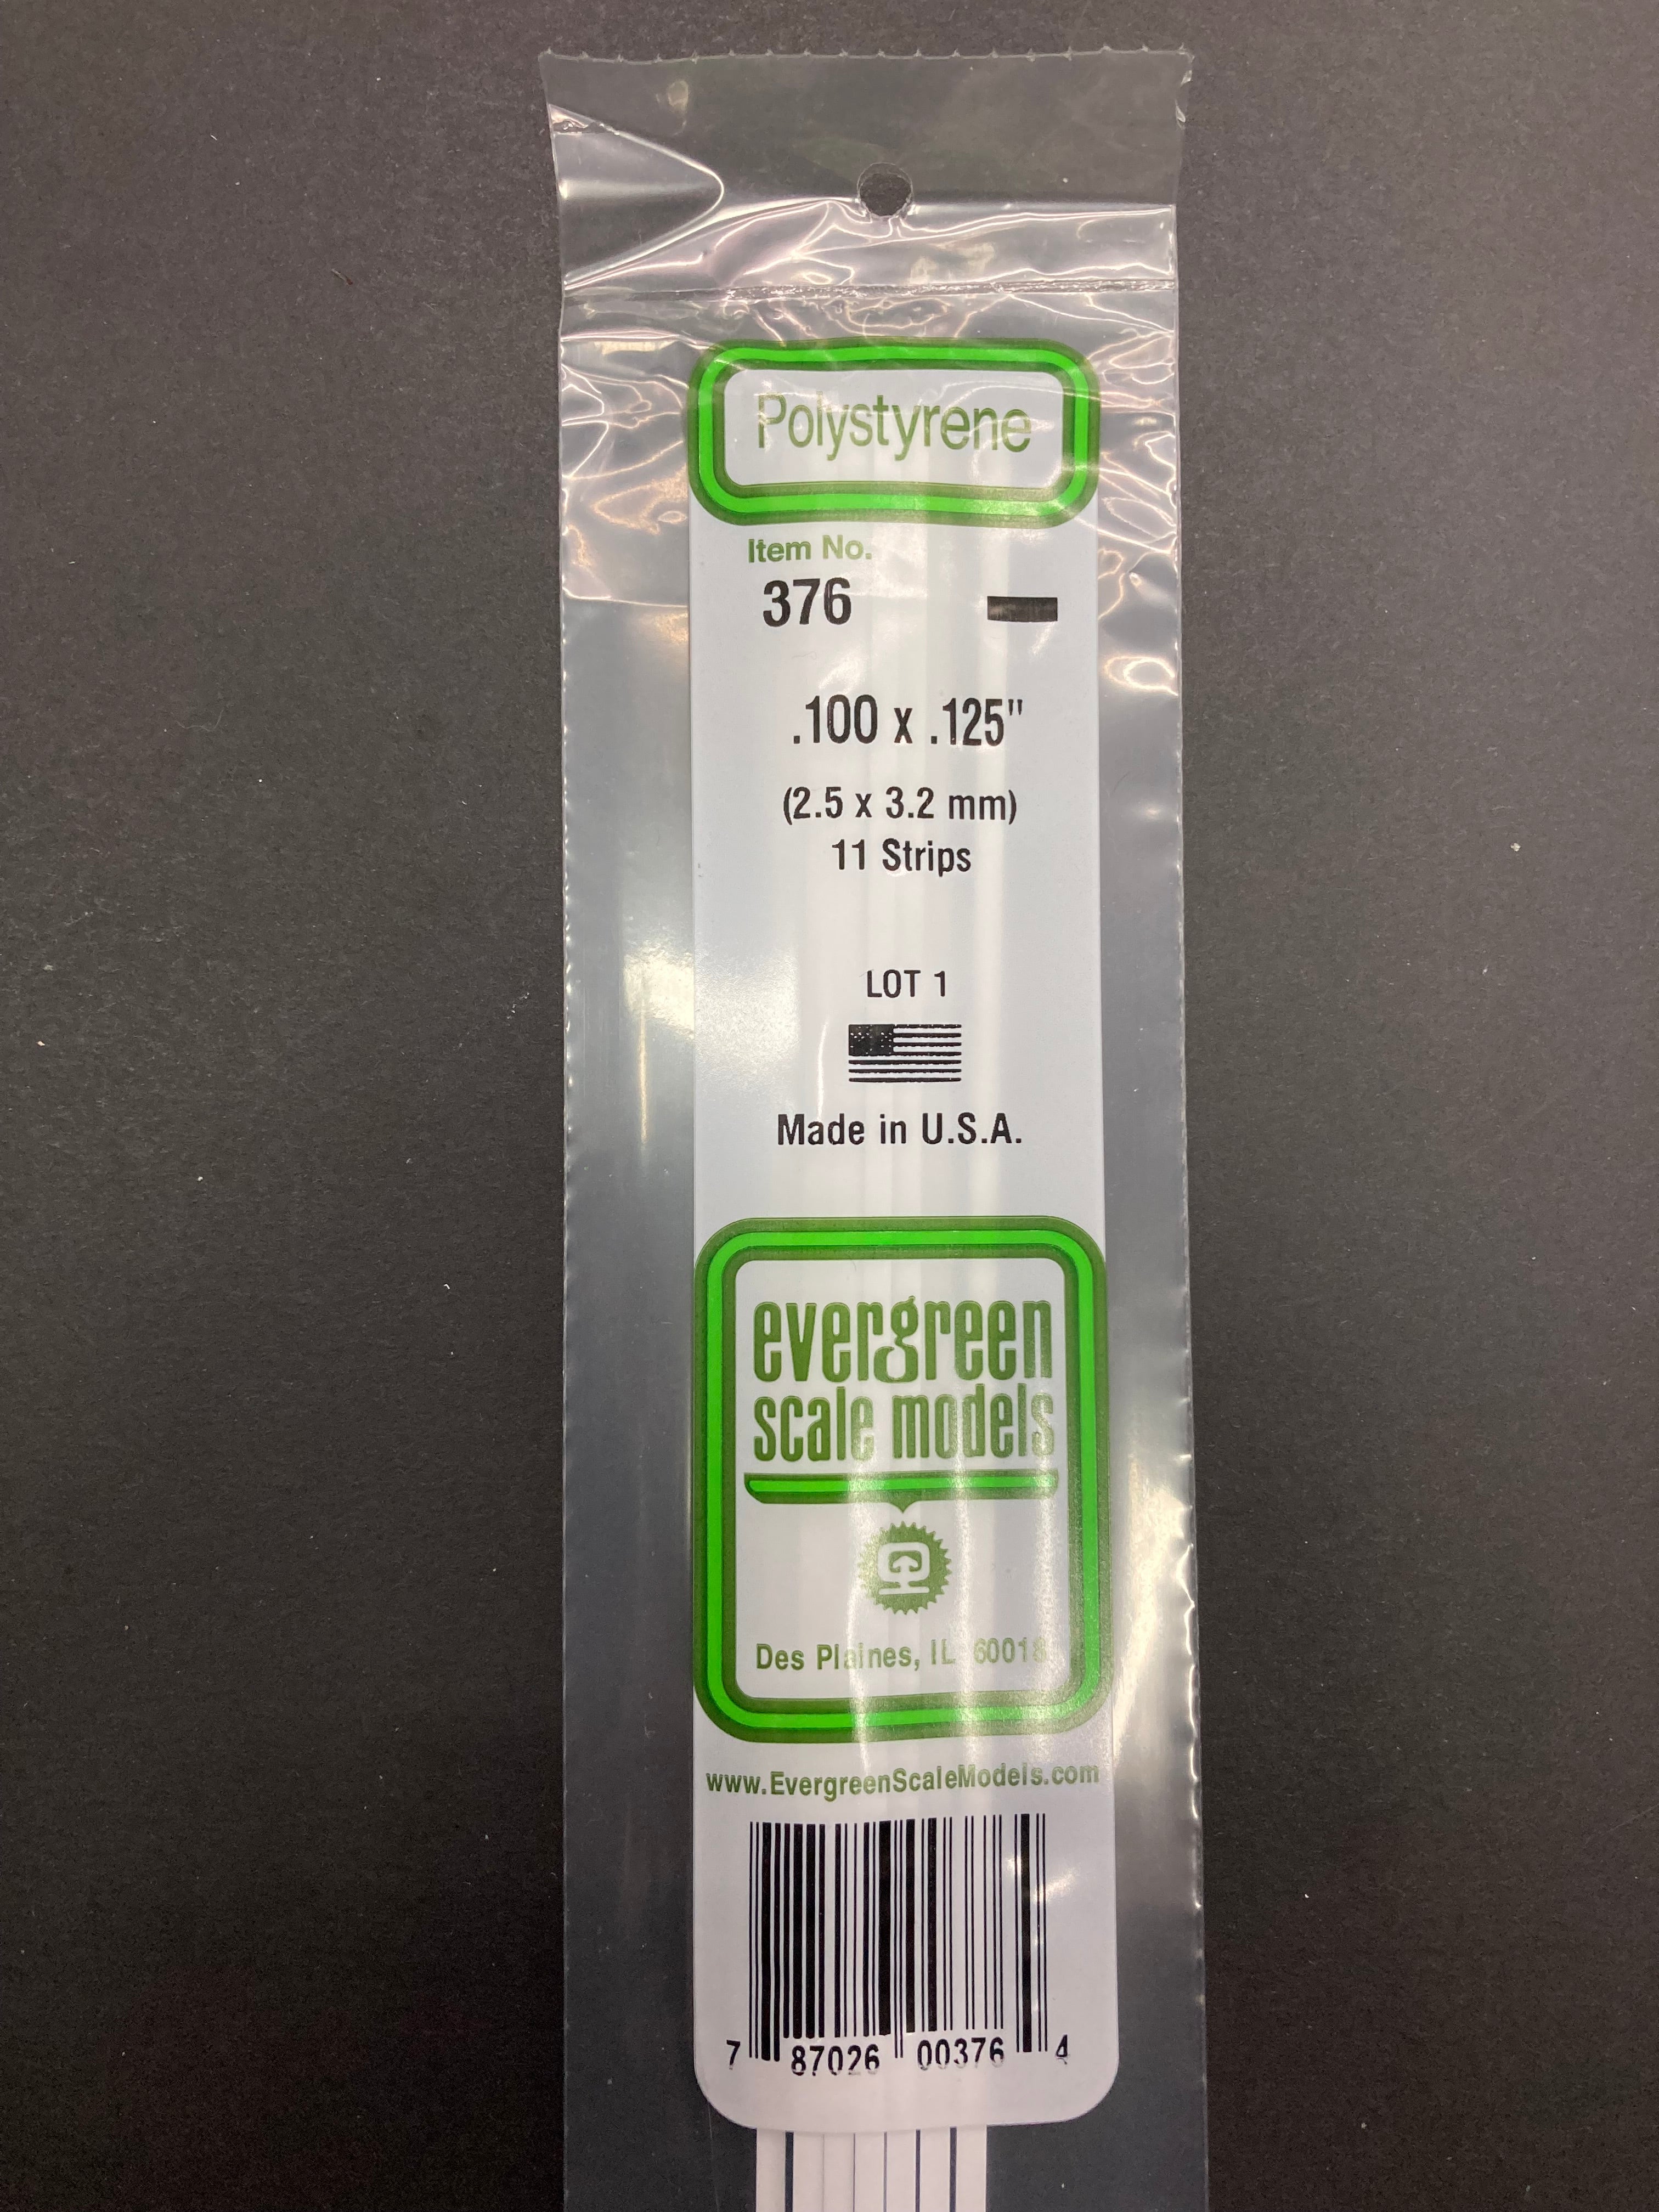 Polystyrene
Item No.
376
.100 x .125"
(2.5 x 3.2 mm)
11 Strips
LOT 1
Made in U.S.A.
evergreen
scale models
Des Plaines, IL 60018
www.EvergreenScaleModels.com
7 87026 00376 4